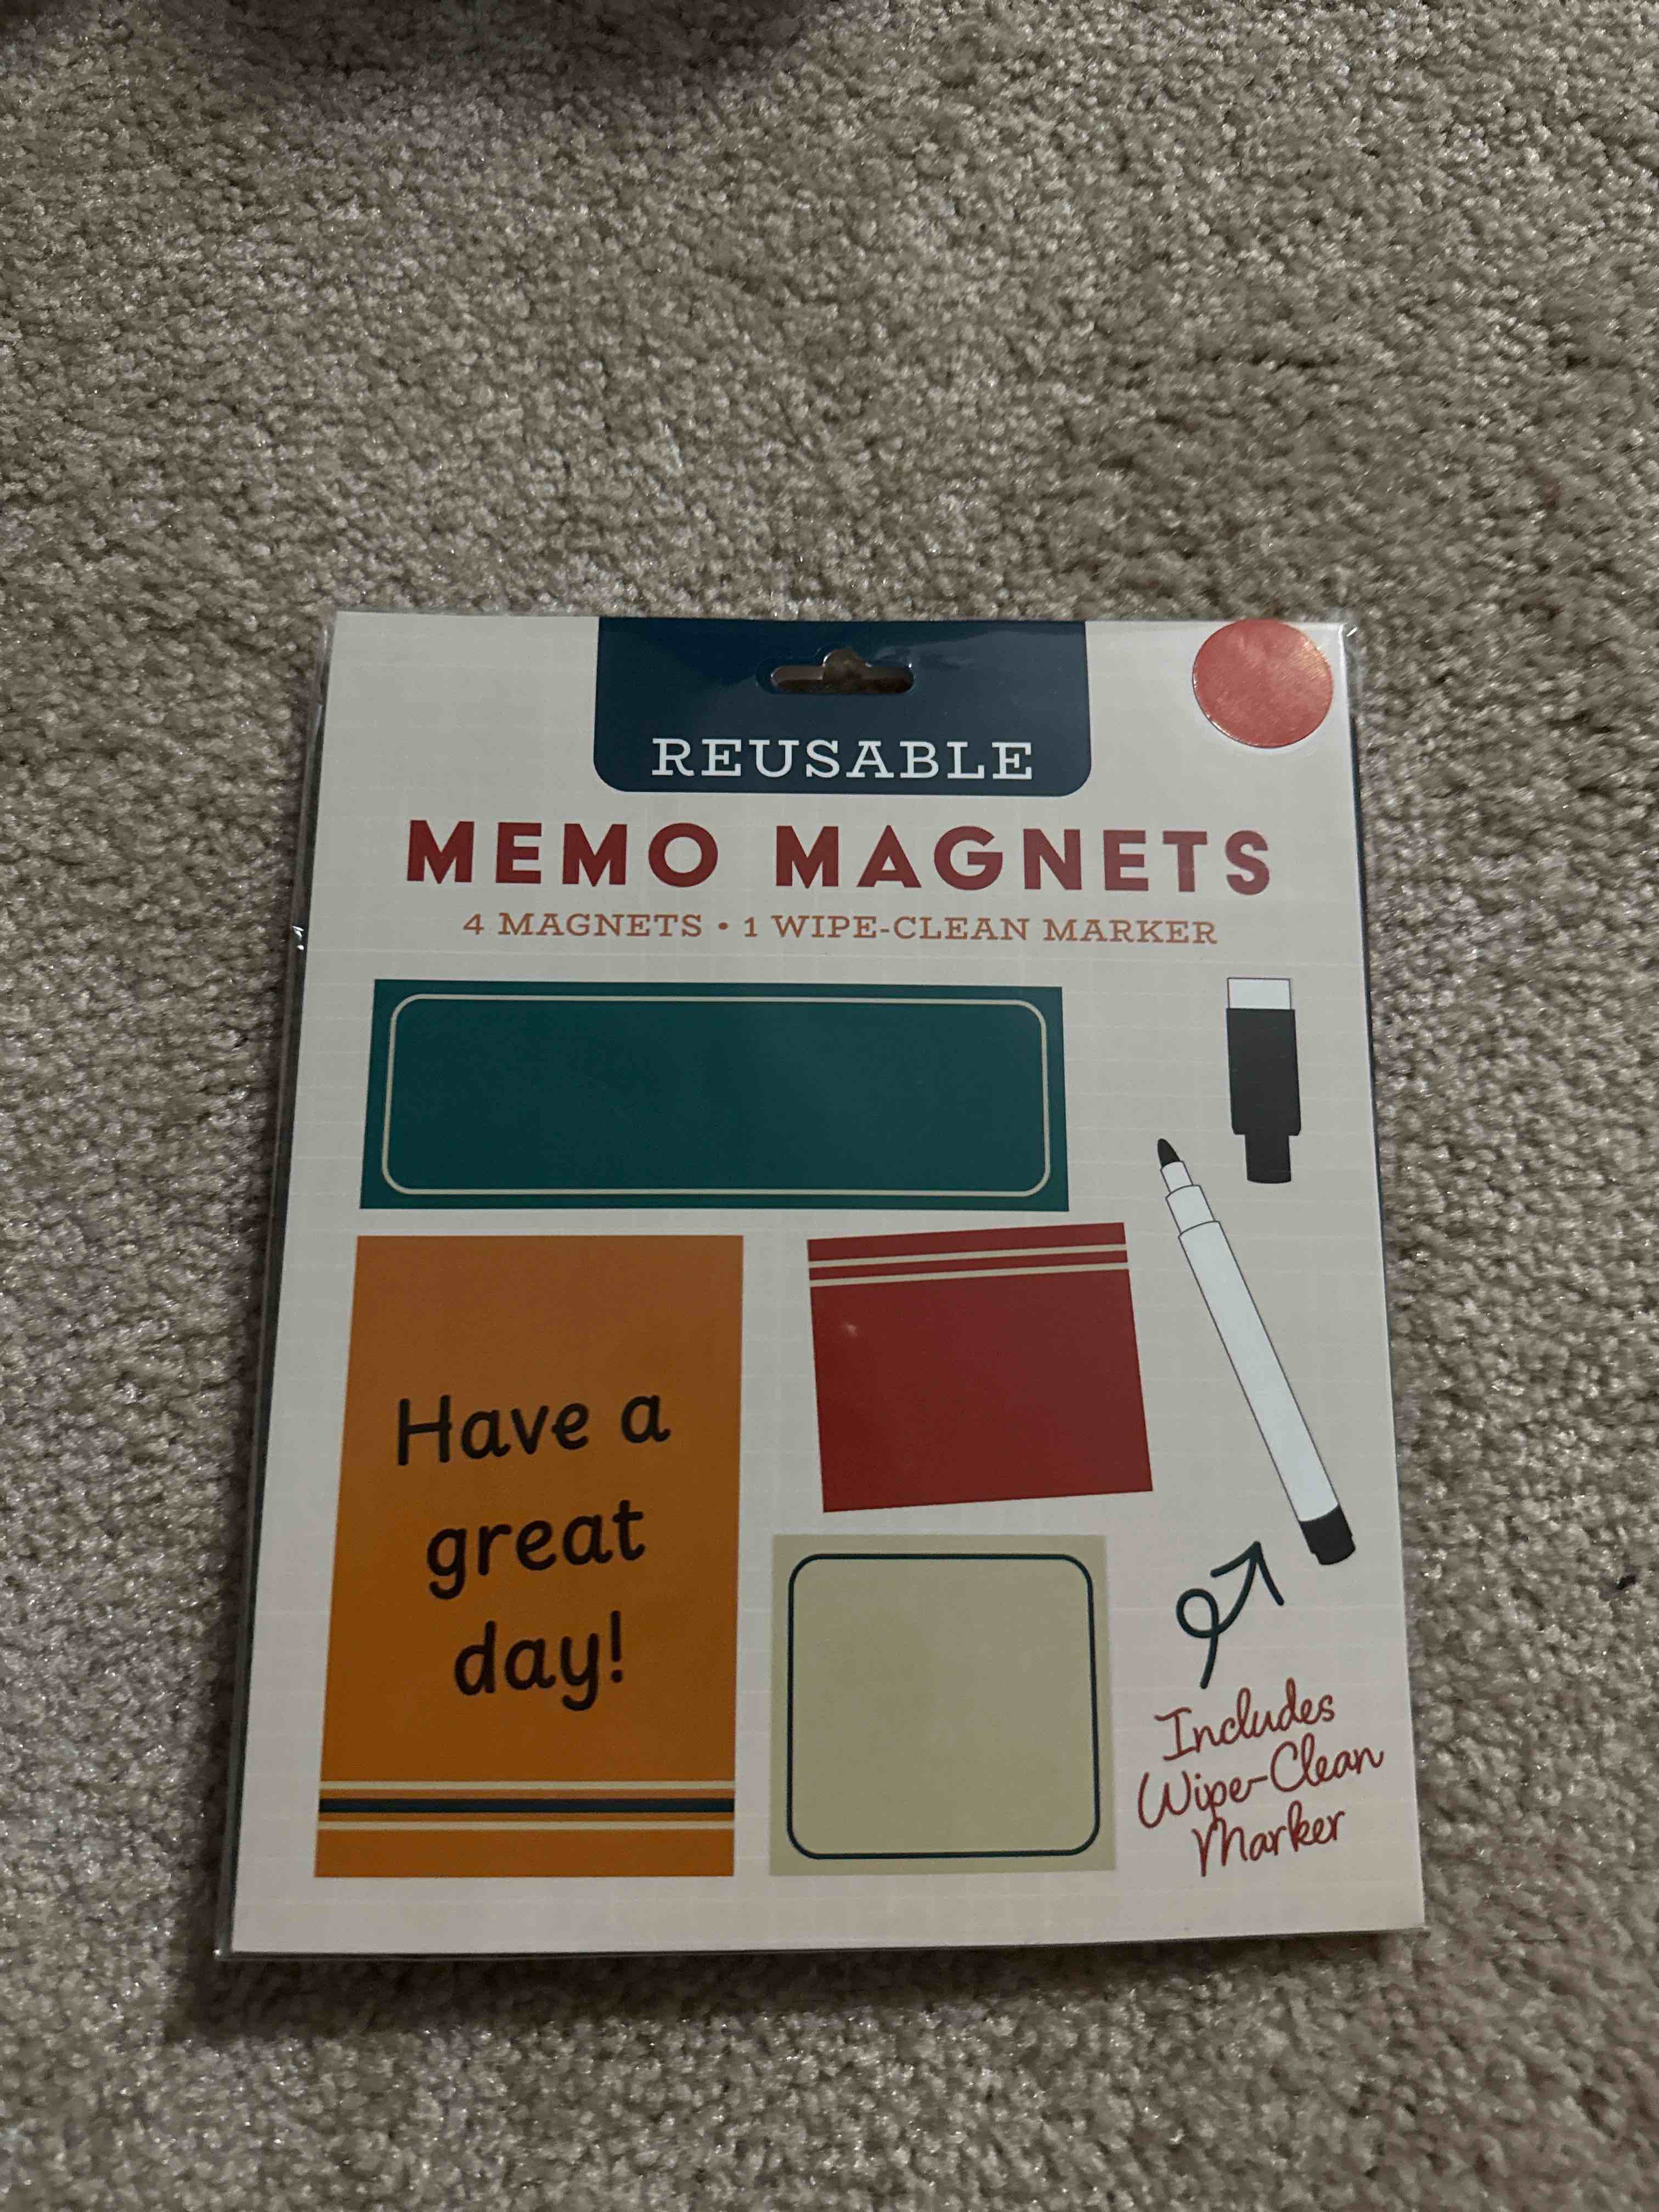 REUSABLE
MEMO MAGNETS
4 MAGNETS • 1 WIPE-CLEAN MARKER
Have a
great
day!
Includes
Wipe-Clean
Marker